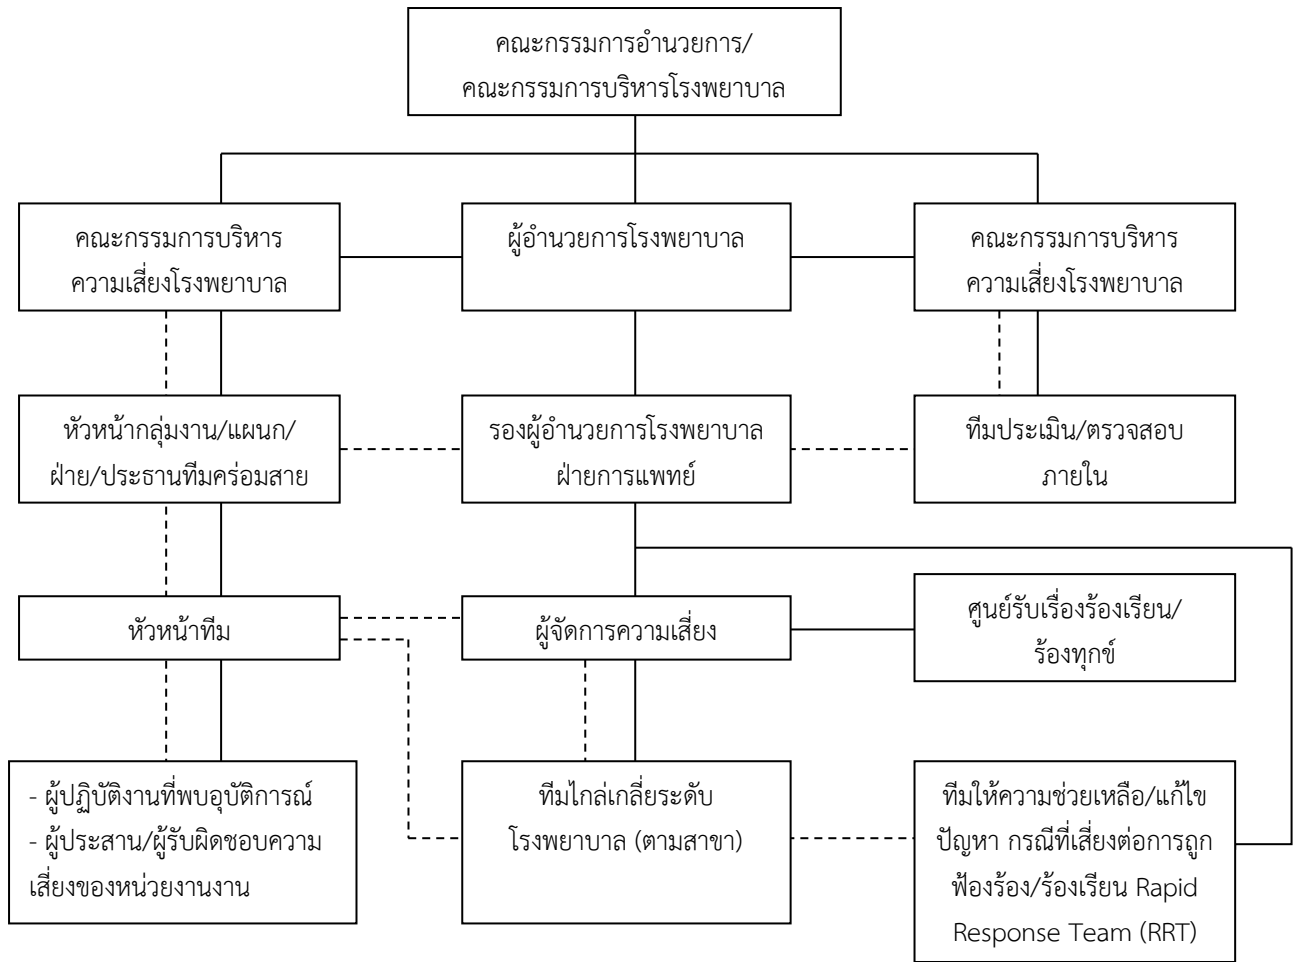 คณะกรรมการอำนวยการ/
คณะกรรมการบริหารโรงพยาบาล
คณะกรรมการบริหาร
ความเสี่ยงโรงพยาบาล
ผู้อำนวยการโรงพยาบาล
คณะกรรมการบริหาร
ความเสี่ยงโรงพยาบาล
หัวหน้ากลุ่มงาน/แผนก/
ฝ่าย/ประธานทีมคร่อมสาย
รองผู้อำนวยการโรงพยาบาล
ฝ่ายการแพทย์
ทีมประเมิน/ตรวจสอบ
ภายใน
หัวหน้าทีม
ผู้จัดการความเสี่ยง
ศูนย์รับเรื่องร้องเรียน/
ร้องทุกข์
- ผู้ปฏิบัติงานที่พบอุบัติการณ์
- ผู้ประสาน/ผู้รับผิดชอบความ
เสี่ยงของหน่วยงานงาน
ทีมไกล่เกลี่ยระดับ
โรงพยาบาล (ตามสาขา)
ทีมให้ความช่วยเหลือ/แก้ไข
ปัญหา กรณีที่เสี่ยงต่อการถูก
ฟ้องร้อง/ร้องเรียน Rapid
Response Team (RRT)